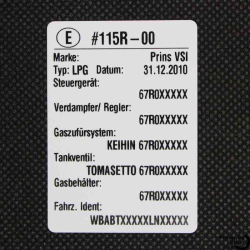 E #115R-00
Marke: Prins VSI
Typ: LPG Datum: 31.12.2010
Steuergerät:
67R0XXXXX
Verdampfer/ Regler:
67R0XXXXX
Gaszufürsystem:
KEIHIN 67R0XXXXX
Tankventil:
TOMASETTO 67R0XXXXX
Gasbehälter:
67R0XXXXX
Fahrz. Ident:
WBABTXXXXXLNXXXXX